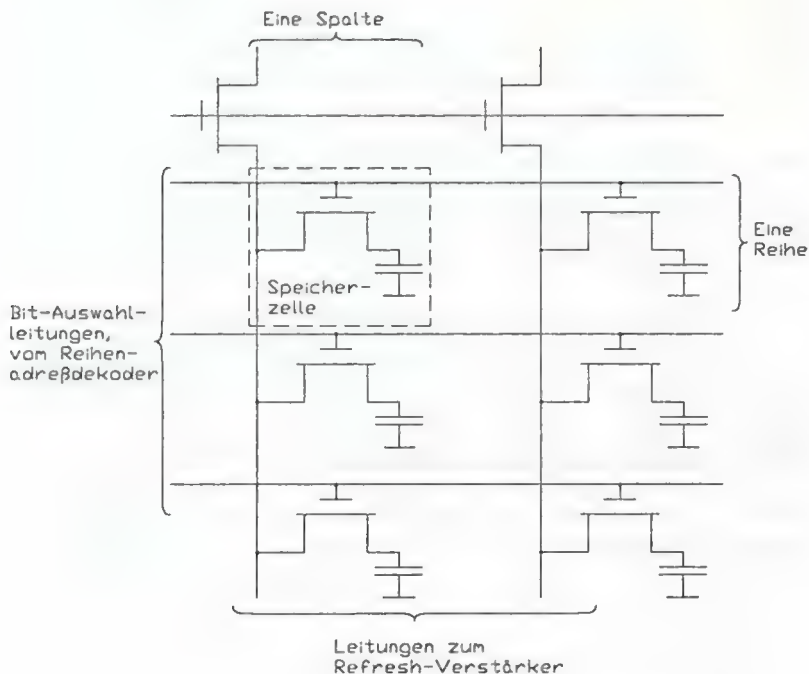 Eine Spalte
Eine
Reihe
Speicher-
zelle
Bit-Auswahl-
leitungen,
vom Reihen-
adreßdekoder
Leitungen zum
Refresh-Verstärker